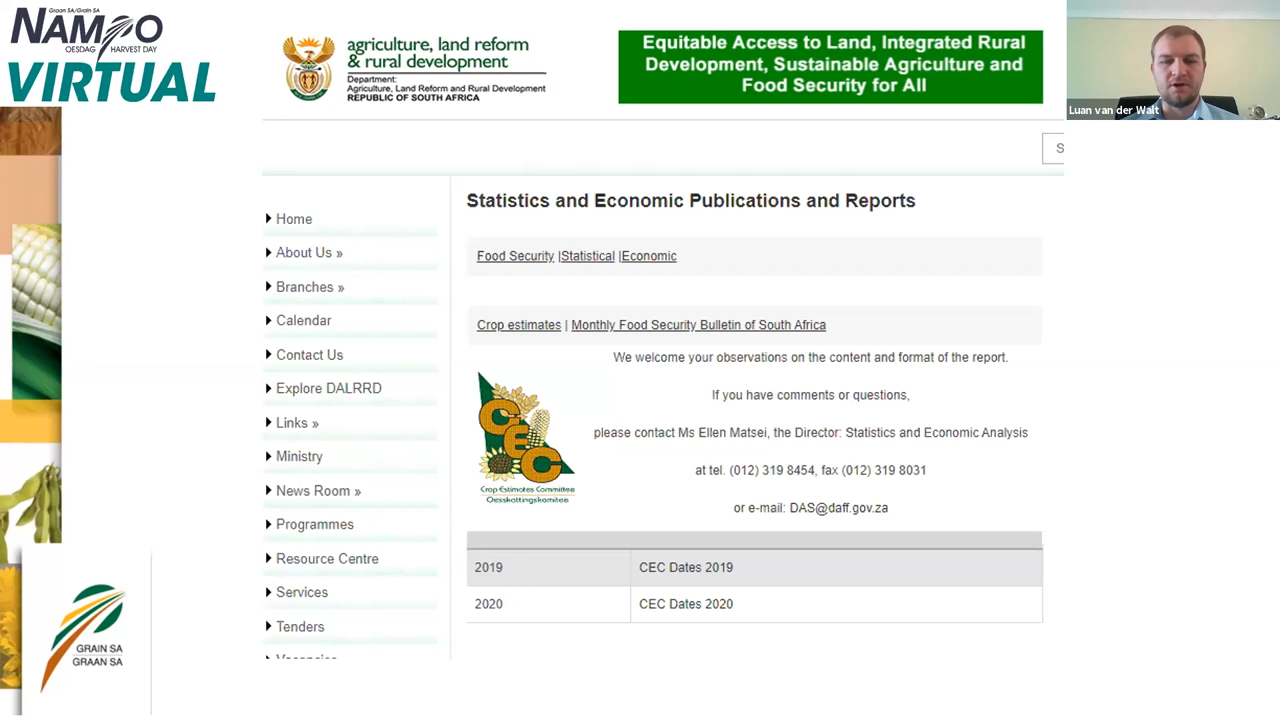 Graan SA/Grain SA
NAMPO
OESDAG HARVEST DAY
VIRTUAL
agriculture, land reform
& rural development
Department:
Agriculture, Land Reform and Rural Development
REPUBLIC OF SOUTH AFRICA
Equitable Access to Land, Integrated Rural
Development, Sustainable Agriculture and
Food Security for All
Luan van der Walt
S
Home
About Us »
Branches »
Calendar
Contact Us
Explore DALRRD
Links »
Ministry
News Room »
Programmes
Resource Centre
Services
Tenders
Vacancies
Statistics and Economic Publications and Reports
Food Security |Statistical |Economic
Crop estimates | Monthly Food Security Bulletin of South Africa
We welcome your observations on the content and format of the report.
If you have comments or questions,
please contact Ms Ellen Matsei, the Director: Statistics and Economic Analysis
at tel. (012) 319 8454, fax (012) 319 8031
or e-mail: DAS@daff.gov.za
CEC
Crop Estimates Committee
Oesskattingskomitee
2019 CEC Dates 2019
2020 CEC Dates 2020
GRAIN SA
GRAAN SA